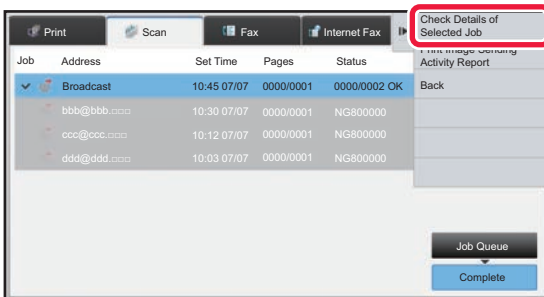 Print Scan Fax Internet Fax
Check Details of
Selected Job
Print Image Sending
Activity Report
Back
Job Address Set Time Pages Status
Broadcast 10:45 07/07 0000/0001 0000/0002 OK
bbb@bbb.□□□ 10:30 07/07 0000/0001 NG800000
ccc@ccc.□□□ 10:12 07/07 0000/0001 NG800000
ddd@ddd.□□□ 10:03 07/07 0000/0001 NG800000
Job Queue
Complete